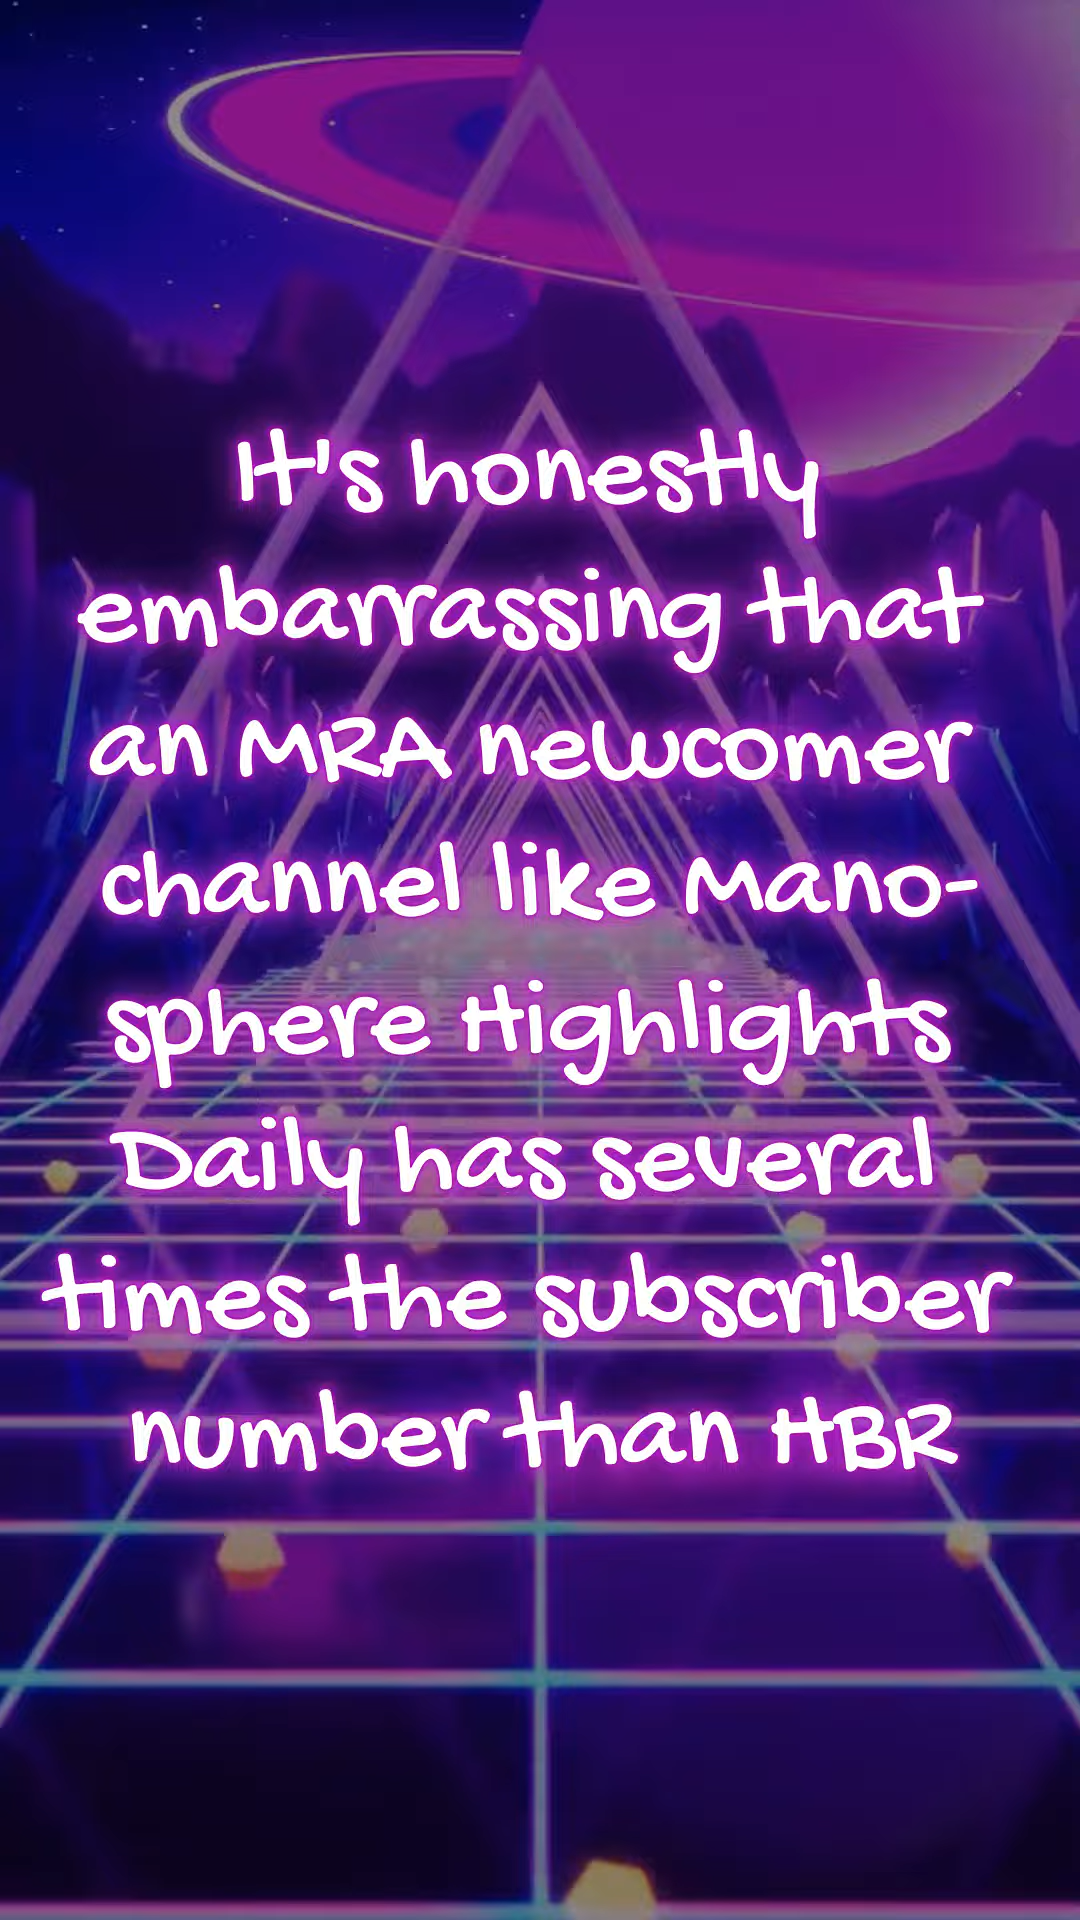 It's honestly
embarrassing that
an MRA newcomer
channel like Mano-
sphere Highlights
Daily has several
times the subscriber
number than HBR